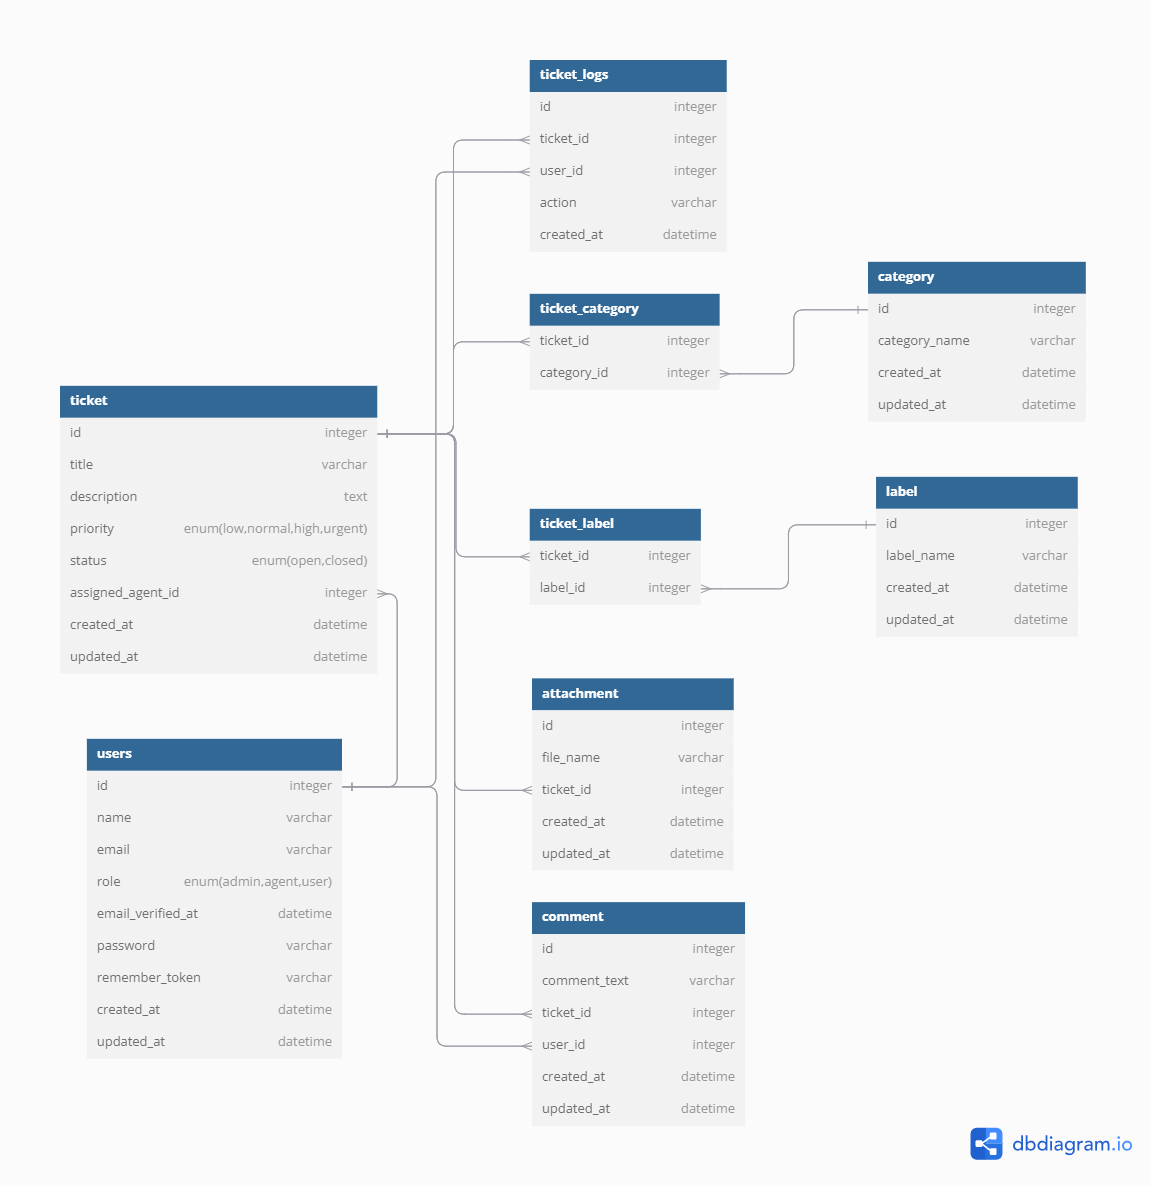 ticket_logs
id integer
ticket_id integer
user_id integer
action varchar
created_at datetime
ticket_category
ticket_id integer
category_id integer
category
id integer
category_name varchar
created_at datetime
updated_at datetime
ticket
id integer
title varchar
description text
priority enum(low,normal,high,urgent)
status enum(open,closed)
assigned_agent_id integer
created_at datetime
updated_at datetime
ticket_label
ticket_id integer
label_id integer
label
id integer
label_name varchar
created_at datetime
updated_at datetime
users
id integer
name varchar
email varchar
role enum(admin,agent,user)
email_verified_at datetime
password varchar
remember_token varchar
created_at datetime
updated_at datetime
attachment
id integer
file_name varchar
ticket_id integer
created_at datetime
updated_at datetime
comment
id integer
comment_text varchar
ticket_id integer
user_id integer
created_at datetime
updated_at datetime
dbdiagram.io